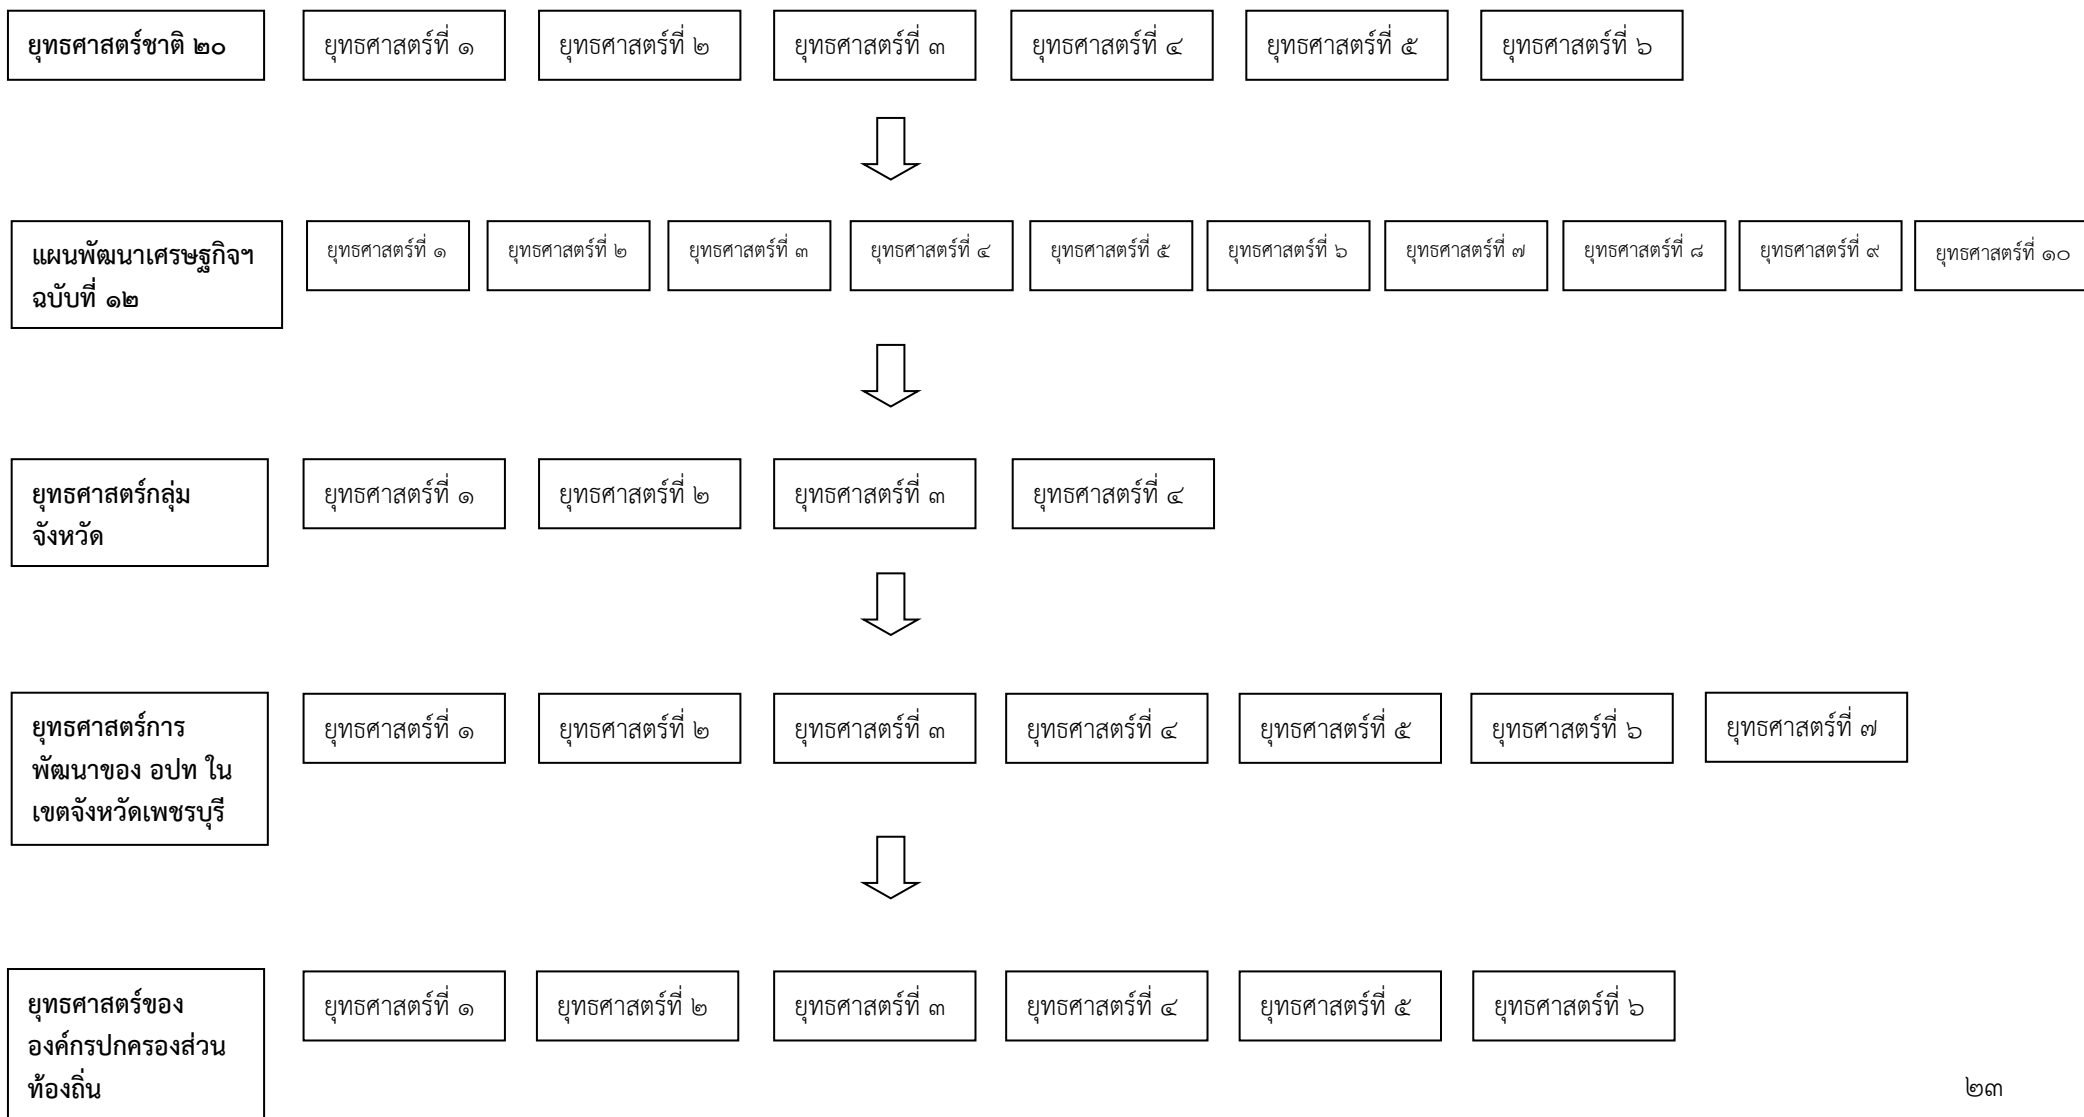 ยุทธศาสตร์ชาติ ๒๐
ยุทธศาสตร์ที่ ๑
ยุทธศาสตร์ที่ ๒
ยุทธศาสตร์ที่ ๓
ยุทธศาสตร์ที่ ๔
ยุทธศาสตร์ที่ ๕
ยุทธศาสตร์ที่ ๖
แผนพัฒนาเศรษฐกิจฯ
ฉบับที่ ๑๒
ยุทธศาสตร์ที่ ๑
ยุทธศาสตร์ที่ ๒
ยุทธศาสตร์ที่ ๓
ยุทธศาสตร์ที่ ๔
ยุทธศาสตร์ที่ ๕
ยุทธศาสตร์ที่ ๖
ยุทธศาสตร์ที่ ๗
ยุทธศาสตร์ที่ ๘
ยุทธศาสตร์ที่ ๙
ยุทธศาสตร์ที่ ๑๐
ยุทธศาสตร์กลุ่ม
จังหวัด
ยุทธศาสตร์ที่ ๑
ยุทธศาสตร์ที่ ๒
ยุทธศาสตร์ที่ ๓
ยุทธศาสตร์ที่ ๔
ยุทธศาสตร์การ
พัฒนาของ อปท ใน
เขตจังหวัดเพชรบุรี
ยุทธศาสตร์ที่ ๑
ยุทธศาสตร์ที่ ๒
ยุทธศาสตร์ที่ ๓
ยุทธศาสตร์ที่ ๔
ยุทธศาสตร์ที่ ๕
ยุทธศาสตร์ที่ ๖
ยุทธศาสตร์ที่ ๗
ยุทธศาสตร์ของ
องค์กรปกครองส่วน
ท้องถิ่น
ยุทธศาสตร์ที่ ๑
ยุทธศาสตร์ที่ ๒
ยุทธศาสตร์ที่ ๓
ยุทธศาสตร์ที่ ๔
ยุทธศาสตร์ที่ ๕
ยุทธศาสตร์ที่ ๖
๒๓